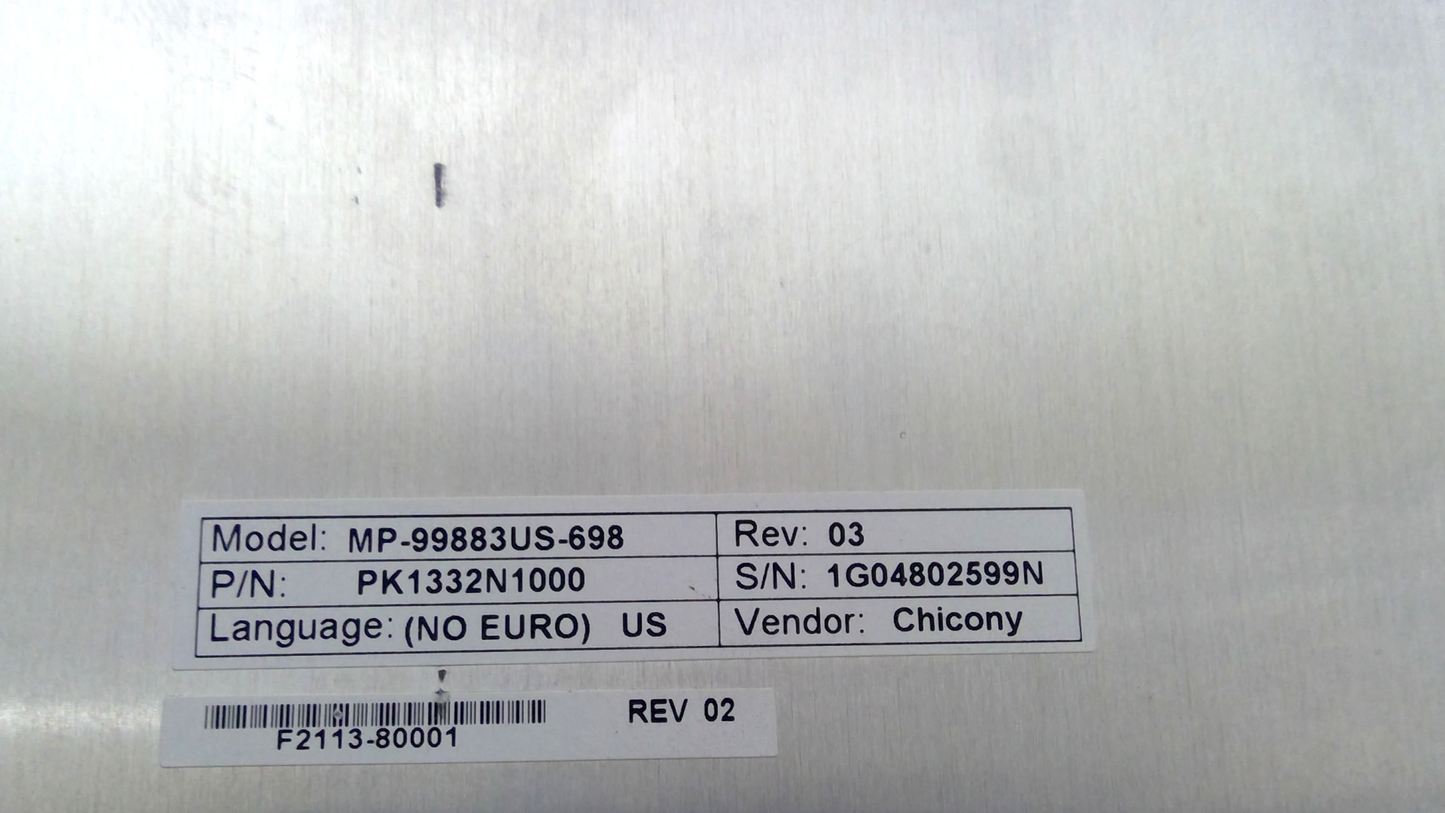 Model: MP-99883US-698 Rev: 03
P/N: PK1332N1000 S/N: 1G04802599N
Language: (NO EURO) US Vendor: Chicony
REV 02
F2113-80001